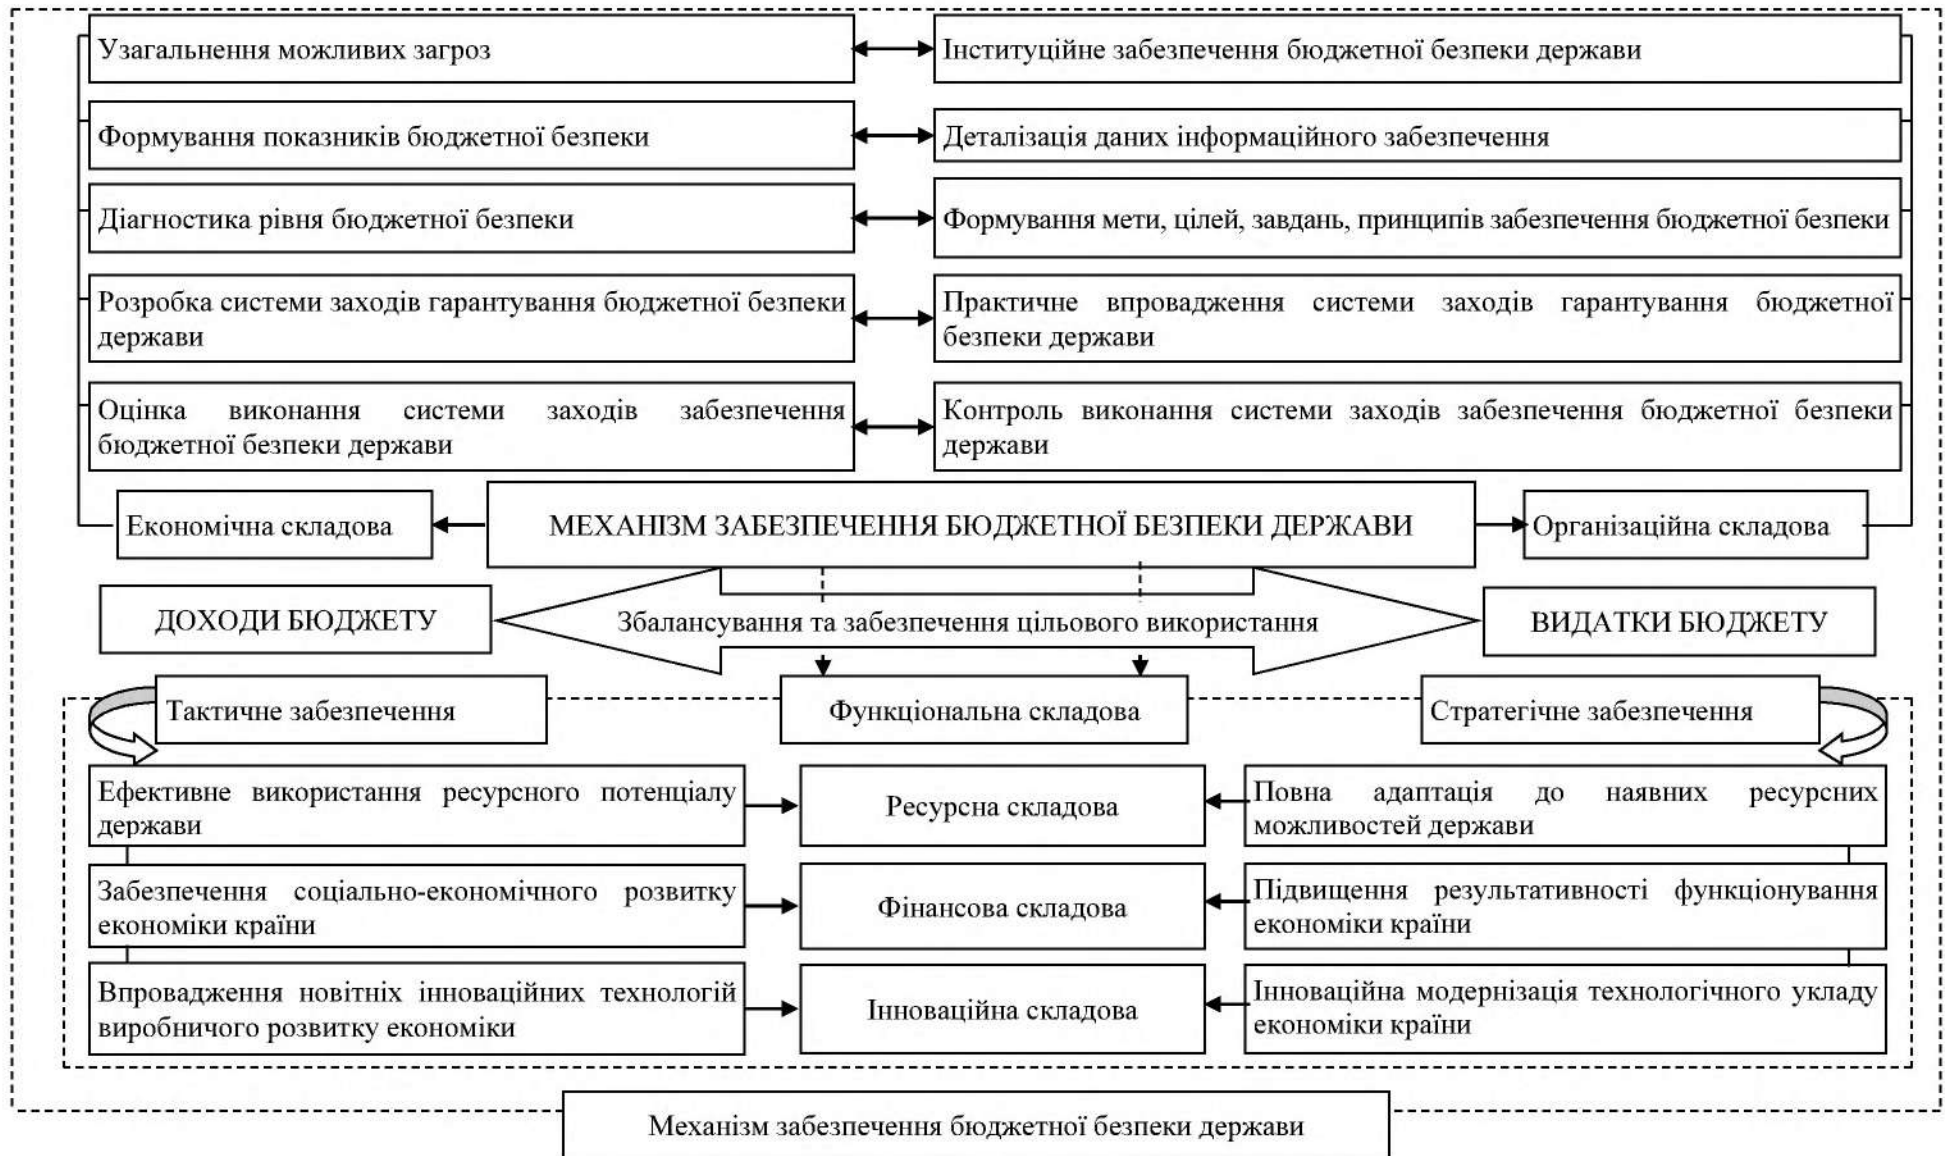 Узагальнення можливих загроз
Інституційне забезпечення бюджетної безпеки держави
Формування показників бюджетної безпеки
Деталізація даних інформаційного забезпечення
Діагностика рівня бюджетної безпеки
Формування мети, цілей, завдань, принципів забезпечення бюджетної безпеки
Розробка системи заходів гарантування бюджетної безпеки
держави
Практичне впровадження системи заходів гарантування бюджетної
безпеки держави
Оцінка виконання системи заходів забезпечення
бюджетної безпеки держави
Контроль виконання системи заходів забезпечення бюджетної безпеки
держави
Економічна складова
МЕХАНІЗМ ЗАБЕЗПЕЧЕННЯ БЮДЖЕТНОЇ БЕЗПЕКИ ДЕРЖАВИ
Організаційна складова
ДОХОДИ БЮДЖЕТУ
Збалансування та забезпечення цільового використання
ВИДАТКИ БЮДЖЕТУ
Тактичне забезпечення
Функціональна складова
Стратегічне забезпечення
Ефективне використання ресурсного потенціалу
держави
Ресурсна складова
Повна адаптація до наявних ресурсних
можливостей держави
Забезпечення соціально-економічного розвитку
економіки країни
Фінансова складова
Підвищення результативності функціонування
економіки країни
Впровадження новітніх інноваційних технологій
виробничого розвитку економіки
Інноваційна складова
Інноваційна модернізація технологічного укладу
економіки країни
Механізм забезпечення бюджетної безпеки держави